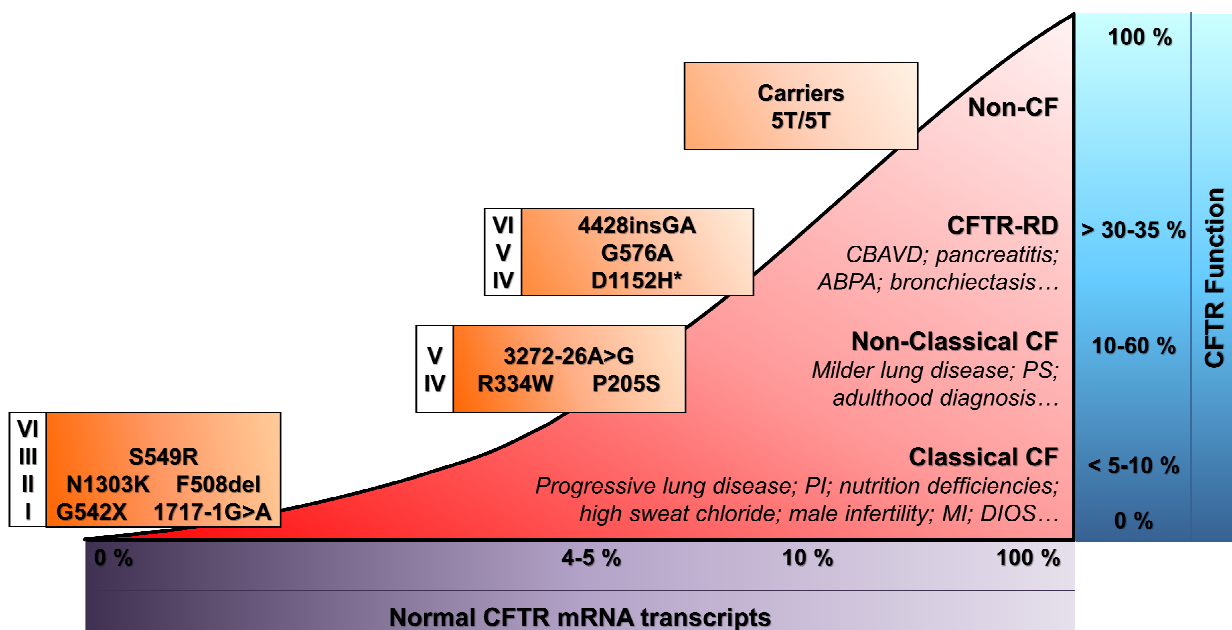 100 %
Carriers
5T/5T
Non-CF
VI 4428insGA
V G576A
IV D1152H*
CFTR-RD
CBAVD; pancreatitis;
ABPA; bronchiectasis…
> 30-35 %
V 3272-26A>G
IV R334W P205S
Non-Classical CF
Milder lung disease; PS;
adulthood diagnosis…
10-60 %
VI
III S549R
II N1303K F508del
I G542X 1717-1G>A
Classical CF
Progressive lung disease; PI; nutrition defficiencies;
high sweat chloride; male infertility; MI; DIOS…
< 5-10 %
0 %
CFTR Function
0 % 4-5 % 10 % 100 %
Normal CFTR mRNA transcripts